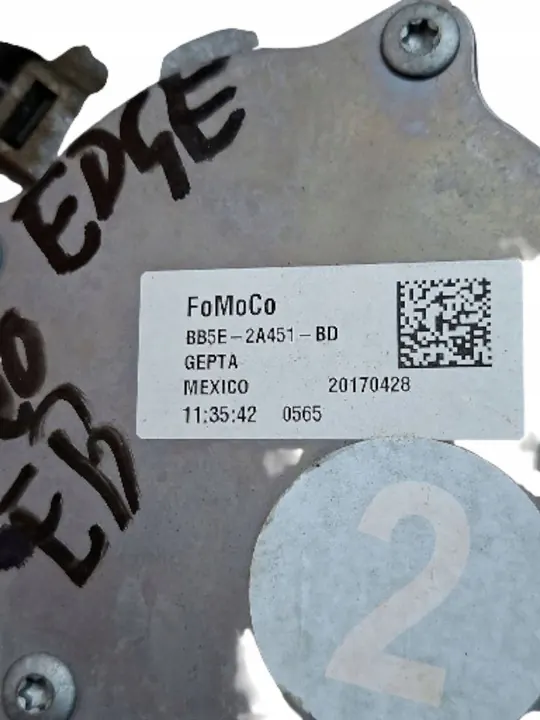 EDGE
FoMoCo
BB5E-2A451-BD
GEPTA
MEXICO 20170428
11:35:42 0565
2